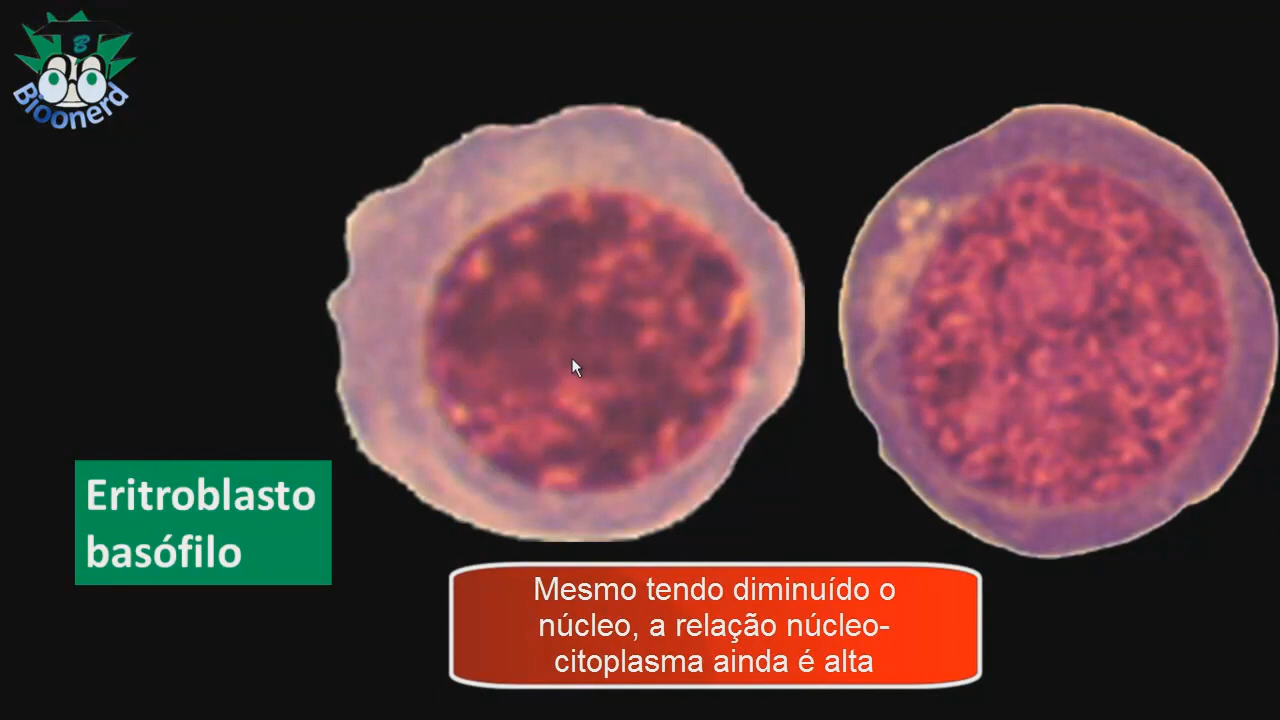 B
Bioonerd
Eritroblasto
basófilo
Mesmo tendo diminuído o
núcleo, a relação núcleo-
citoplasma ainda é alta